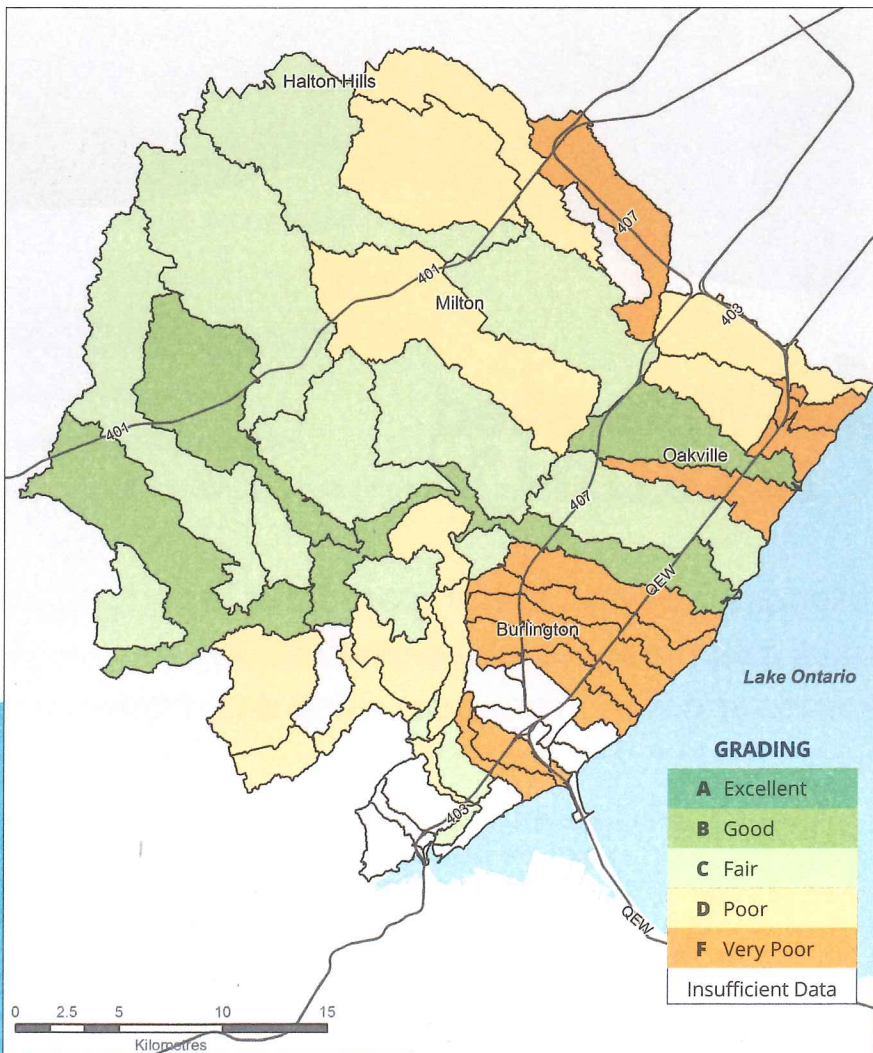 Halton Hills
407
401
Milton
403
401
Oakville
407
QEW
Burlington
Lake Ontario
GRADING
A Excellent
B Good
C Fair
D Poor
F Very Poor
Insufficient Data
403
QEW
0 2.5 5 10 15
Kilometres